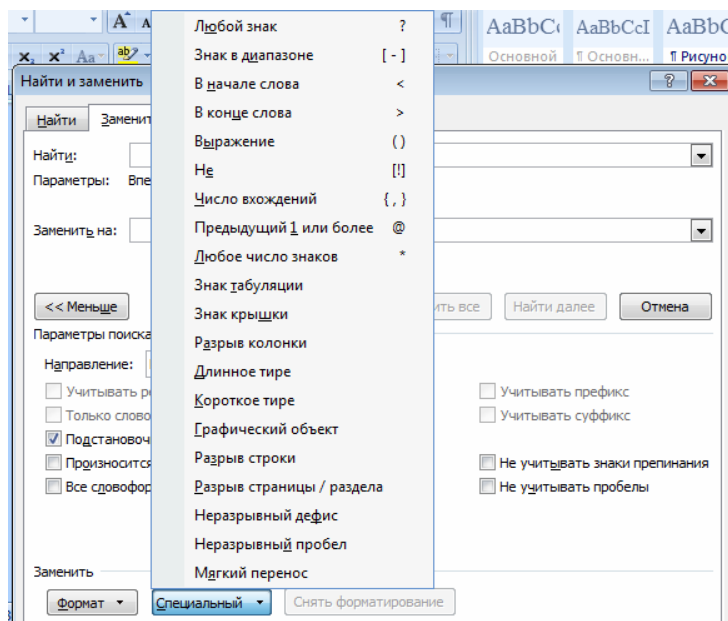 A A
AaBbC AaBbCcI AaBbC
x, x² Aa ab
Основной ¶ Основн... ¶ Рисуно
Найти и заменить
Найти Заменит
Найти:
Параметры: Впе
Заменить на:
<< Меньше
ить все Найти далее Отмена
Параметры поиска
Направление:
Учитывать ре
Только слово
Подстановоч
Произносится
Все словофор
Учитывать префикс
Учитывать суффикс
Не учитывать знаки препинания
Не учитывать пробелы
Заменить
Формат Специальный Снять форматирование
Любой знак ?
Знак в диапазоне [ - ]
В начале слова <
В конце слова >
Выражение ( )
Не [!]
Число вхождений { , }
Предыдущий 1 или более @
Любое число знаков *
Знак табуляции
Знак крышки
Разрыв колонки
Длинное тире
Короткое тире
Графический объект
Разрыв строки
Разрыв страницы / раздела
Неразрывный дефис
Неразрывный пробел
Мягкий перенос